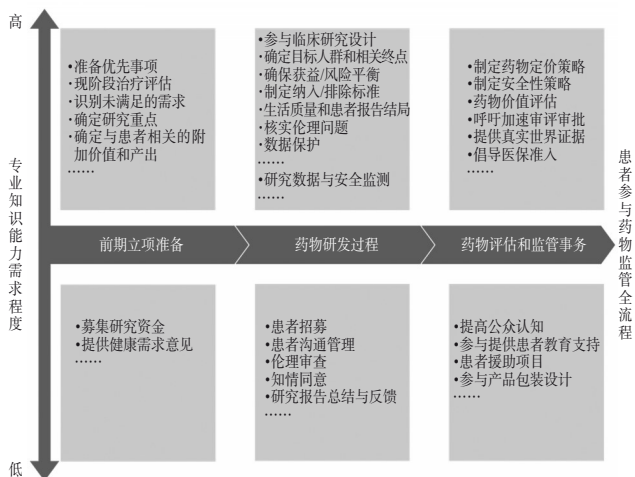 高
•准备优先事项
•现阶段治疗评估
•识别未满足的需求
•确定研究重点
•确定与患者相关的附
加价值和产出
……
•参与临床研究设计
•确定目标人群和相关终点
•确保获益/风险平衡
•制定纳入/排除标准
•生活质量和患者报告结局
•核实伦理问题
•数据保护
……
•研究数据与安全监测
……
•制定药物定价策略
•制定安全性策略
•药物价值评估
•呼吁加速审评审批
•提供真实世界证据
•倡导医保准入
……
专业知识能力需求程度
前期立项准备
药物研发过程
药物评估和监管事务
患者参与药物监管全流程
•募集研究资金
•提供健康需求意见
……
•患者招募
•患者沟通管理
•伦理审查
•知情同意
•研究报告总结与反馈
……
•提高公众认知
•参与提供患者教育支持
•患者援助项目
•参与产品包装设计
……
低